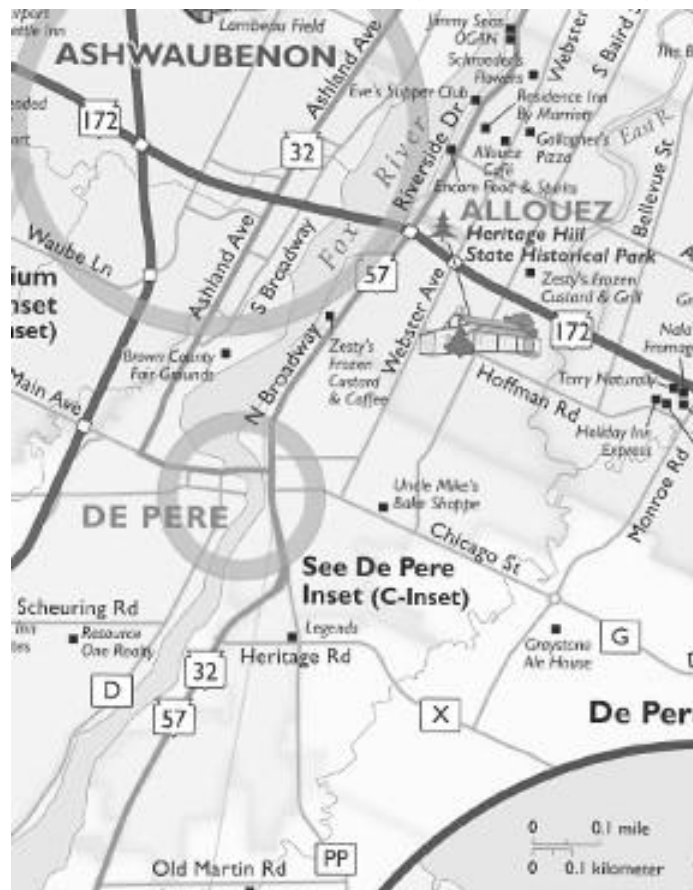 Lambeau Field
ASHWAUBENON
172
Ashland Ave
32
Jimmy Seas
OGAN
Schroeder's
Flowers
Webster
S Baird S
The B
Eve's Supper Club
Residence Inn
By Marriott
Allouez
Cafe
Gallagher's
Pizza
East R.
Encore Food & Spirits
River
Riverside Dr
ALLOUEZ
Heritage Hill
State Historical Park
Bellevue St
Waube Ln
Ashland Ave
S Broadway
Fox
57
Webster Ave
Zesty's Frozen
Custard & Grill
172
ium
nset
set)
Brown County
Fair Grounds
N Broadway
Zesty's
Frozen
Custard
& Coffee
Nala
Fromag
Main Ave
Hoffman Rd
Terry Naturally
Holiday Inn
Express
Monroe Rd
DE PERE
Uncle Mike's
Bake Shoppe
Chicago St
See De Pere
Inset (C-Inset)
Scheuring Rd
Inn
tes
Resource
One Realty
Legends
Graystone
Ale House
G
Heritage Rd
32
D
57
X
De Per
0 0.1 mile
0 0.1 kilometer
PP
Old Martin Rd